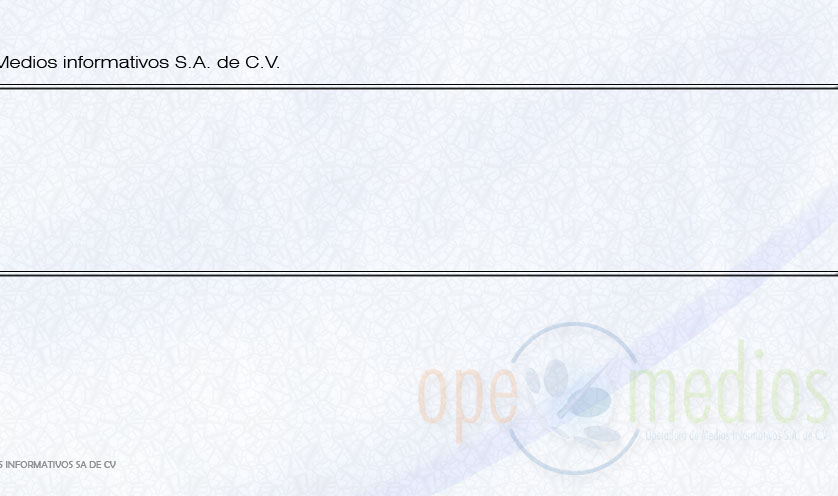 Medios informativos S.A. de C.V.
ope medios
Operadora de Medios Informativos S.A. de C.V.
S INFORMATIVOS SA DE CV